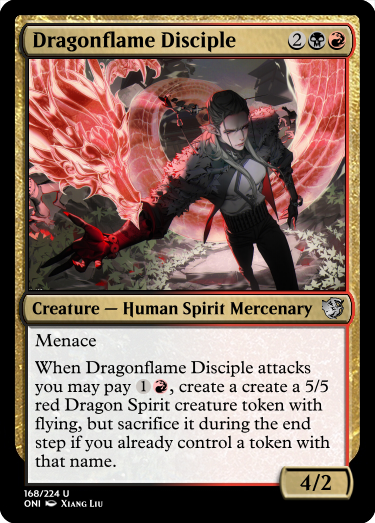 Dragonflame Disciple 2
Creature — Human Spirit Mercenary
Menace
When Dragonflame Disciple attacks
you may pay 1 , create a create a 5/5
red Dragon Spirit creature token with
flying, but sacrifice it during the end
step if you already control a token with
that name.
4/2
168/224 U
ONI Xiang Liu